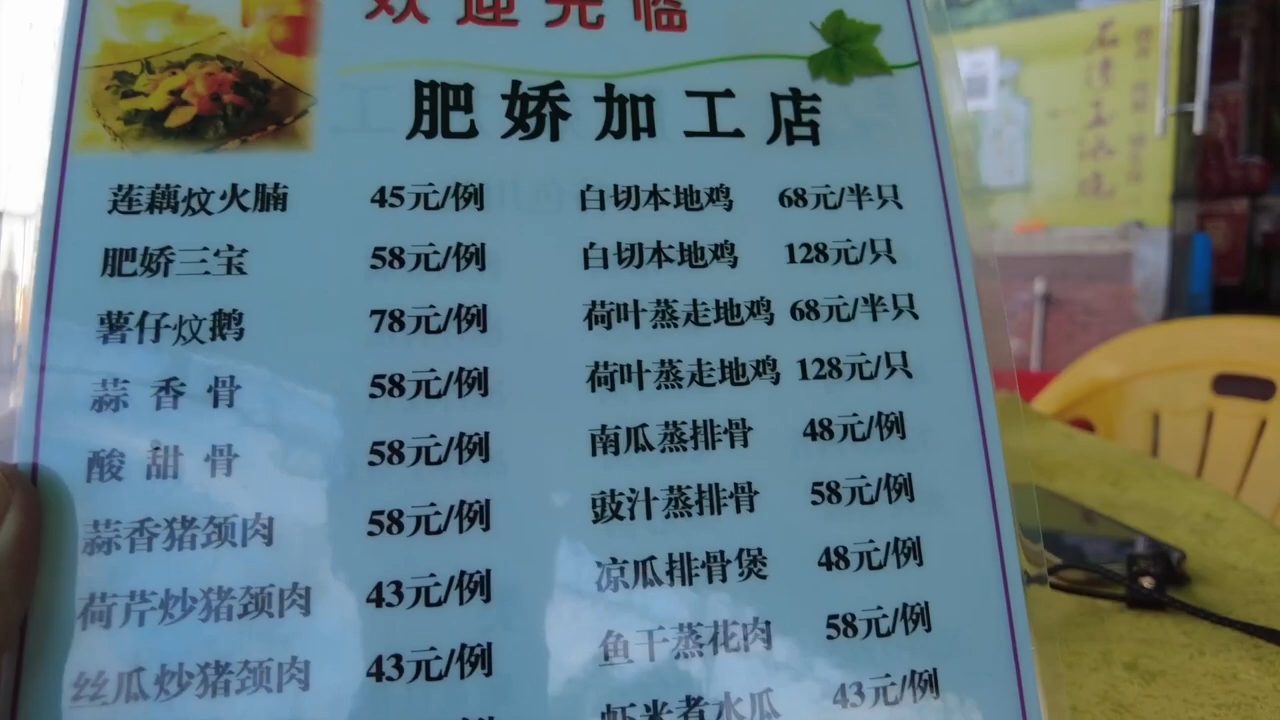 欢迎光临
肥娇加工店
莲藕炆火腩 45元/例
肥娇三宝 58元/例
薯仔炆鹅 78元/例
蒜香骨 58元/例
酸甜骨 58元/例
蒜香猪颈肉 58元/例
荷芹炒猪颈肉 43元/例
丝瓜炒猪颈肉 43元/例
白切本地鸡 68元/半只
白切本地鸡 128元/只
荷叶蒸走地鸡 68元/半只
荷叶蒸走地鸡 128元/只
南瓜蒸排骨 48元/例
豉汁蒸排骨 58元/例
凉瓜排骨煲 48元/例
鱼干蒸花肉 58元/例
虾米煮水瓜 43元/例